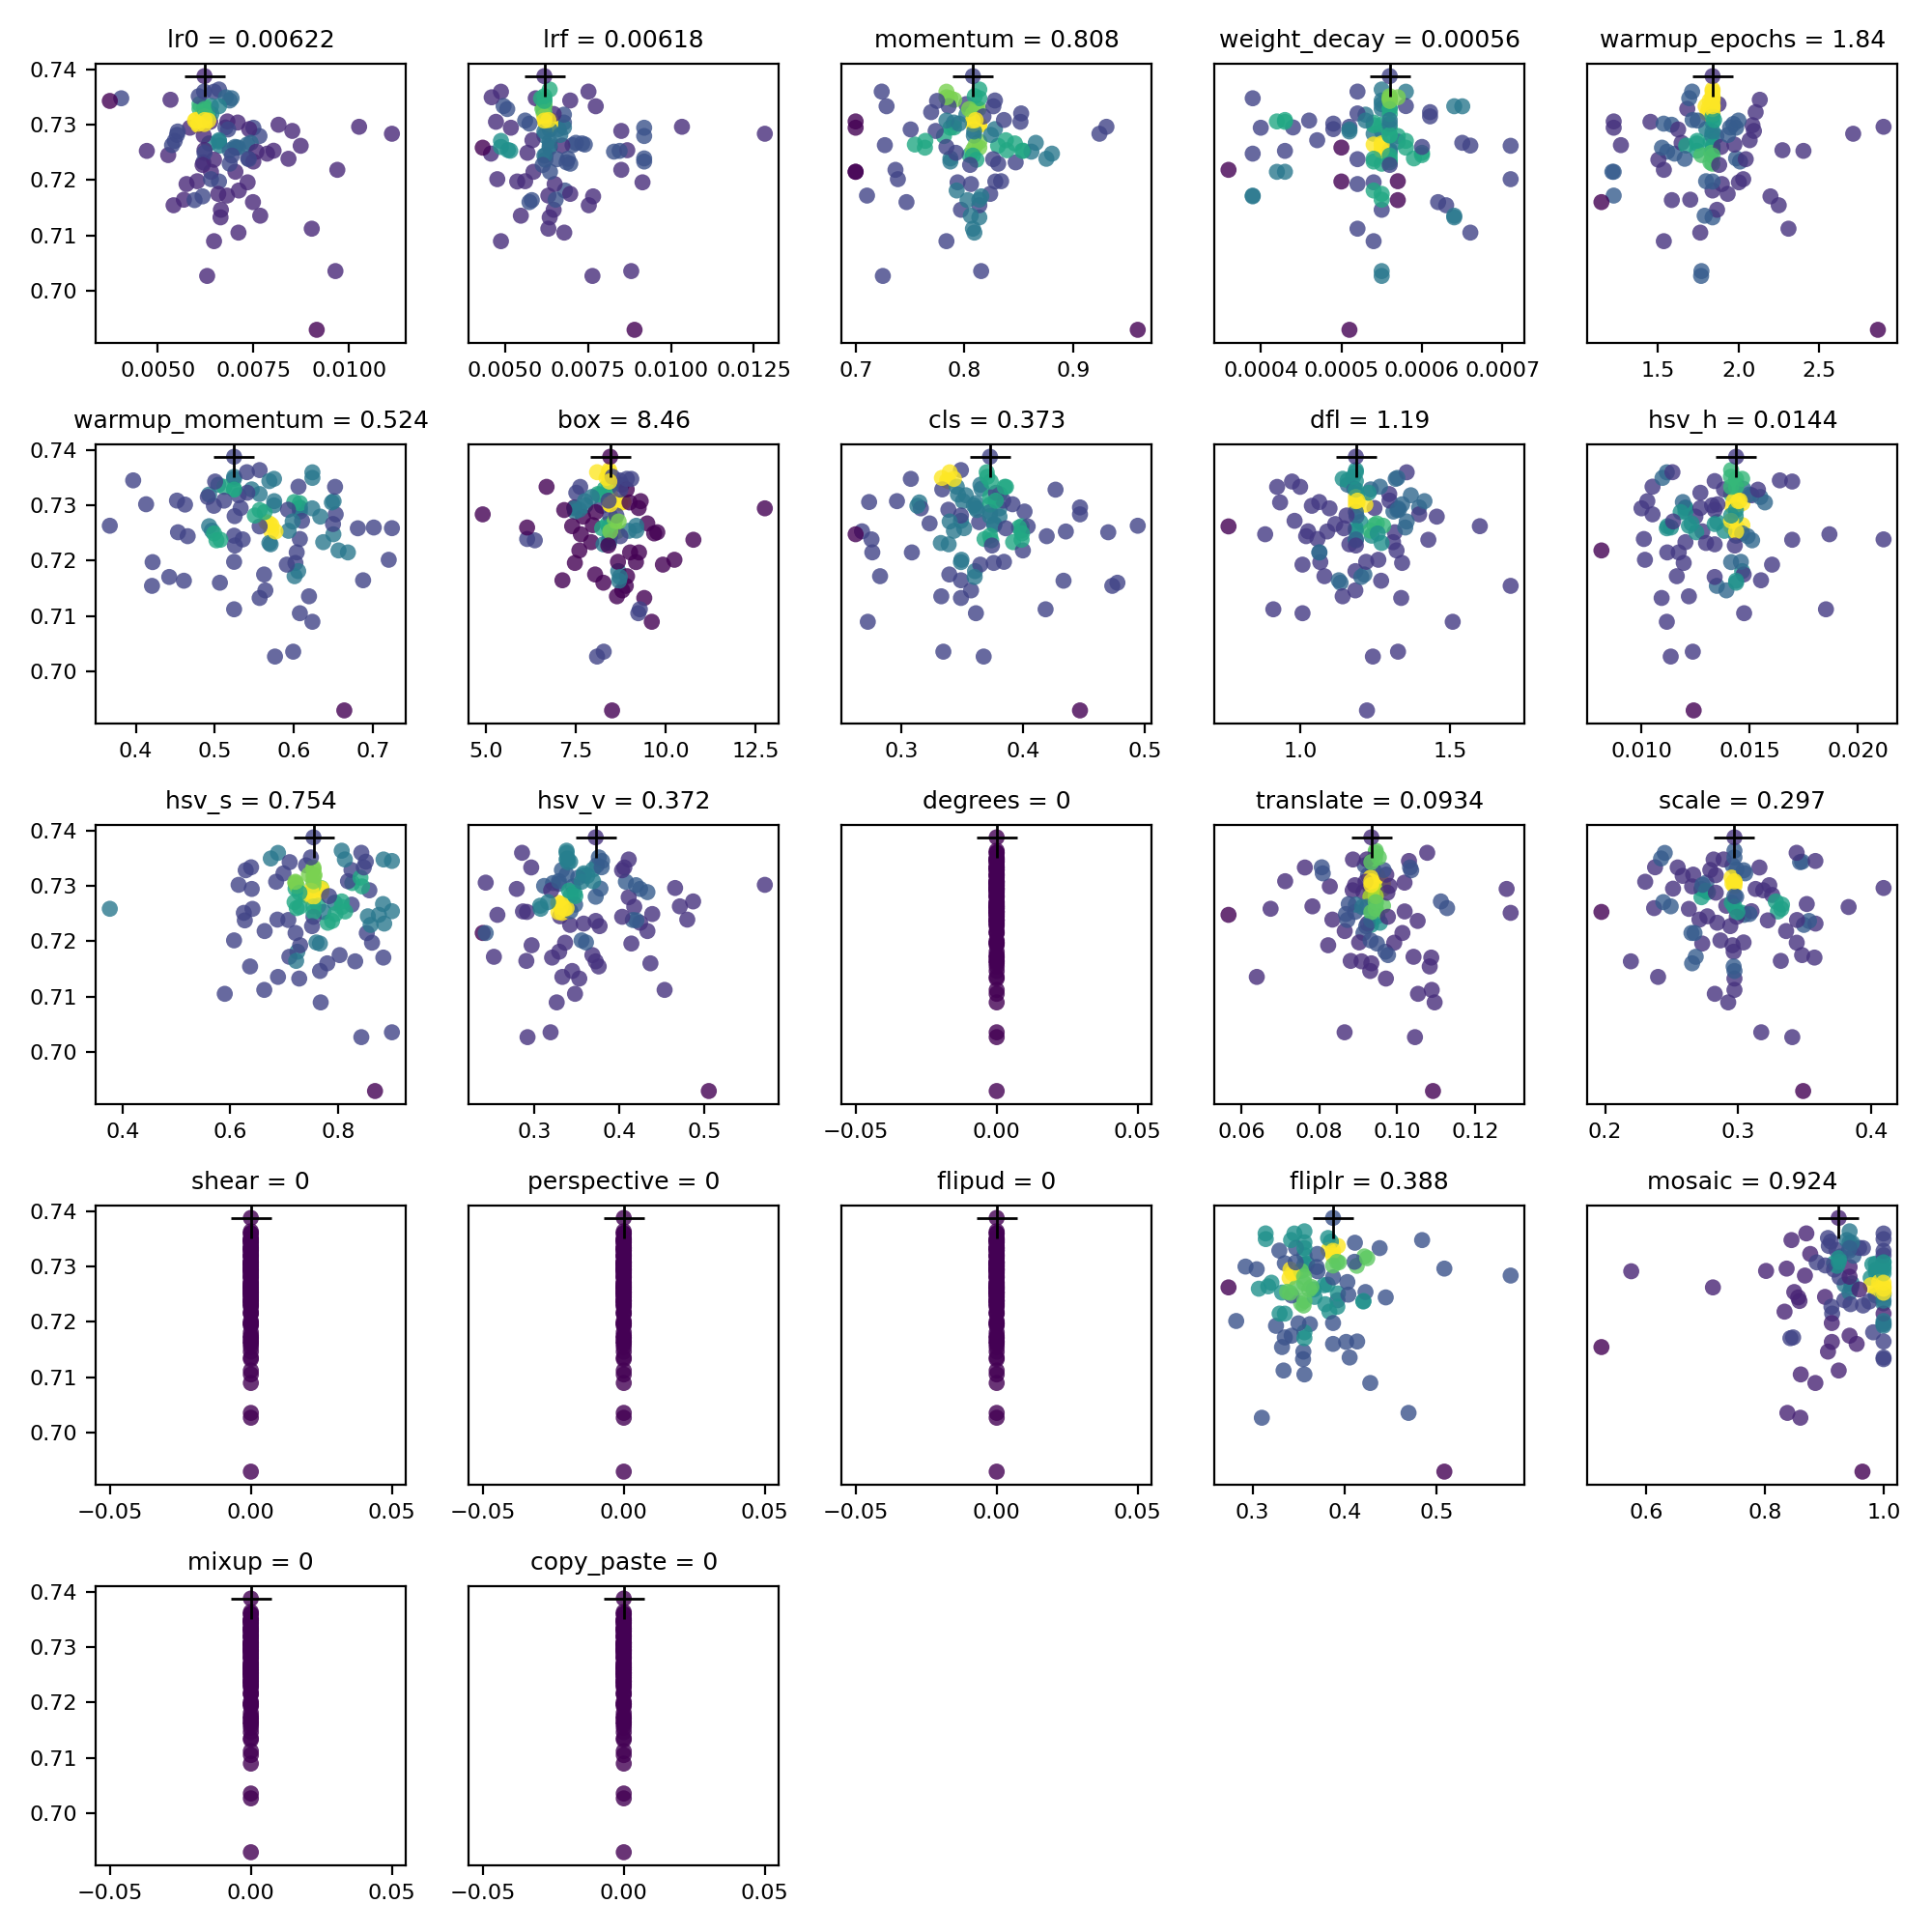 lr0 = 0.00622 lrf = 0.00618 momentum = 0.808 weight_decay = 0.00056 warmup_epochs = 1.84
0.74
0.73
0.72
0.71
0.70
0.0050 0.0075 0.0100 0.0050 0.0075 0.0100 0.0125 0.7 0.8 0.9 0.0004 0.0005 0.0006 0.0007 1.5 2.0 2.5
warmup_momentum = 0.524 box = 8.46 cls = 0.373 dfl = 1.19 hsv_h = 0.0144
0.74
0.73
0.72
0.71
0.70
0.4 0.5 0.6 0.7 5.0 7.5 10.0 12.5 0.3 0.4 0.5 1.0 1.5 0.010 0.015 0.020
hsv_s = 0.754 hsv_v = 0.372 degrees = 0 translate = 0.0934 scale = 0.297
0.74
0.73
0.72
0.71
0.70
0.4 0.6 0.8 0.3 0.4 0.5 −0.05 0.00 0.05 0.06 0.08 0.10 0.12 0.2 0.3 0.4
shear = 0 perspective = 0 flipud = 0 fliplr = 0.388 mosaic = 0.924
0.74
0.73
0.72
0.71
0.70
−0.05 0.00 0.05 −0.05 0.00 0.05 −0.05 0.00 0.05 0.3 0.4 0.5 0.6 0.8 1.0
mixup = 0 copy_paste = 0
0.74
0.73
0.72
0.71
0.70
−0.05 0.00 0.05 −0.05 0.00 0.05